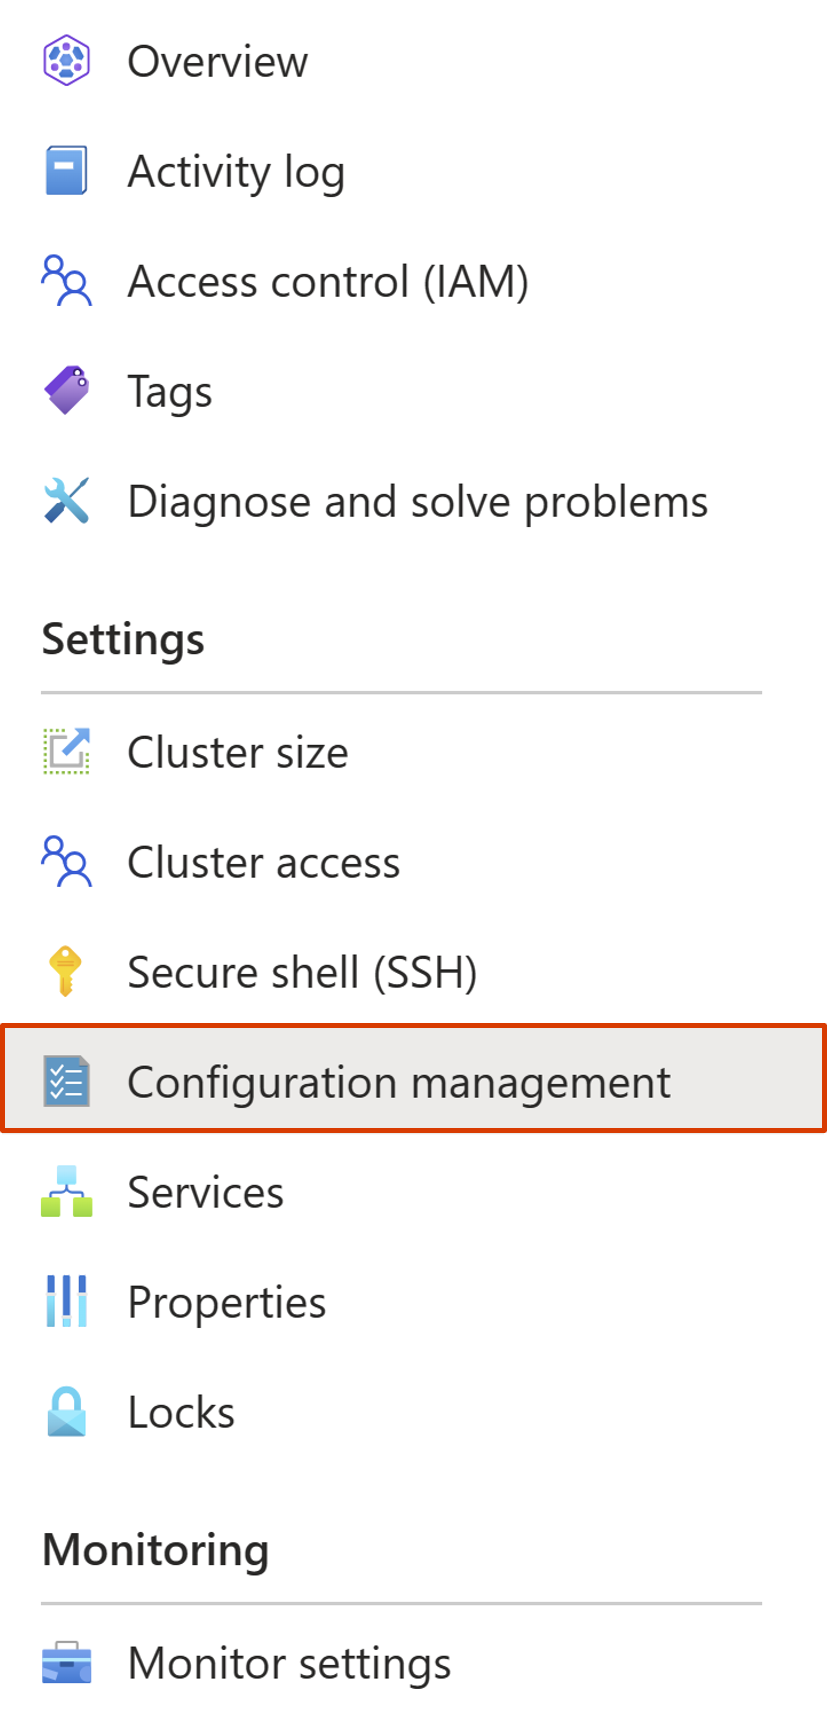 Overview
Activity log
Access control (IAM)
Tags
Diagnose and solve problems
Settings
Cluster size
Cluster access
Secure shell (SSH)
Configuration management
Services
Properties
Locks
Monitoring
Monitor settings